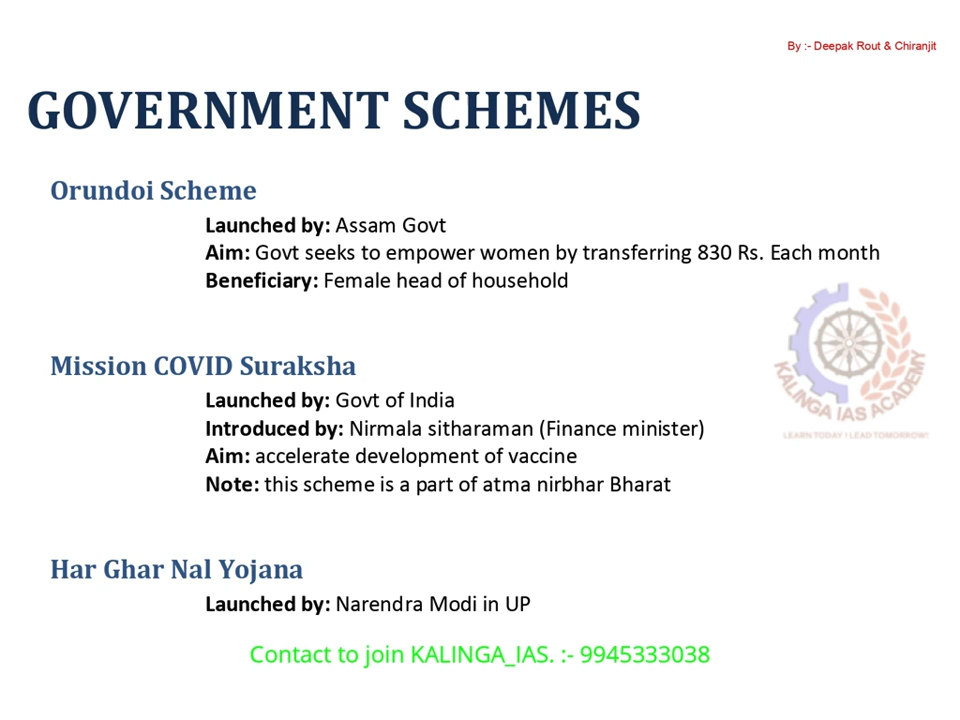 By :- Deepak Rout & Chiranjit
GOVERNMENT SCHEMES
Orundoi Scheme
Launched by: Assam Govt
Aim: Govt seeks to empower women by transferring 830 Rs. Each month
Beneficiary: Female head of household
KALINGA IAS ACADEMY
LEARN TODAY ! LEAD TOMORROW!
Mission COVID Suraksha
Launched by: Govt of India
Introduced by: Nirmala sitharaman (Finance minister)
Aim: accelerate development of vaccine
Note: this scheme is a part of atma nirbhar Bharat
Har Ghar Nal Yojana
Launched by: Narendra Modi in UP
Contact to join KALINGA_IAS. :- 9945333038